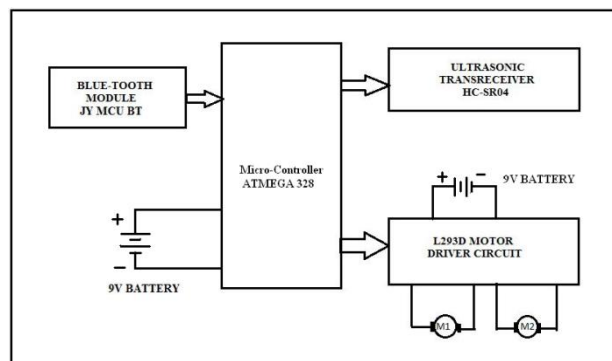 BLUE-TOOTH
MODULE
JY MCU BT
Micro-Controller
ATMEGA 328
ULTRASONIC
TRANSRECEIVER
HC-SR04
+
−
9V BATTERY
+
−
9V BATTERY
L293D MOTOR
DRIVER CIRCUIT
M1
M2